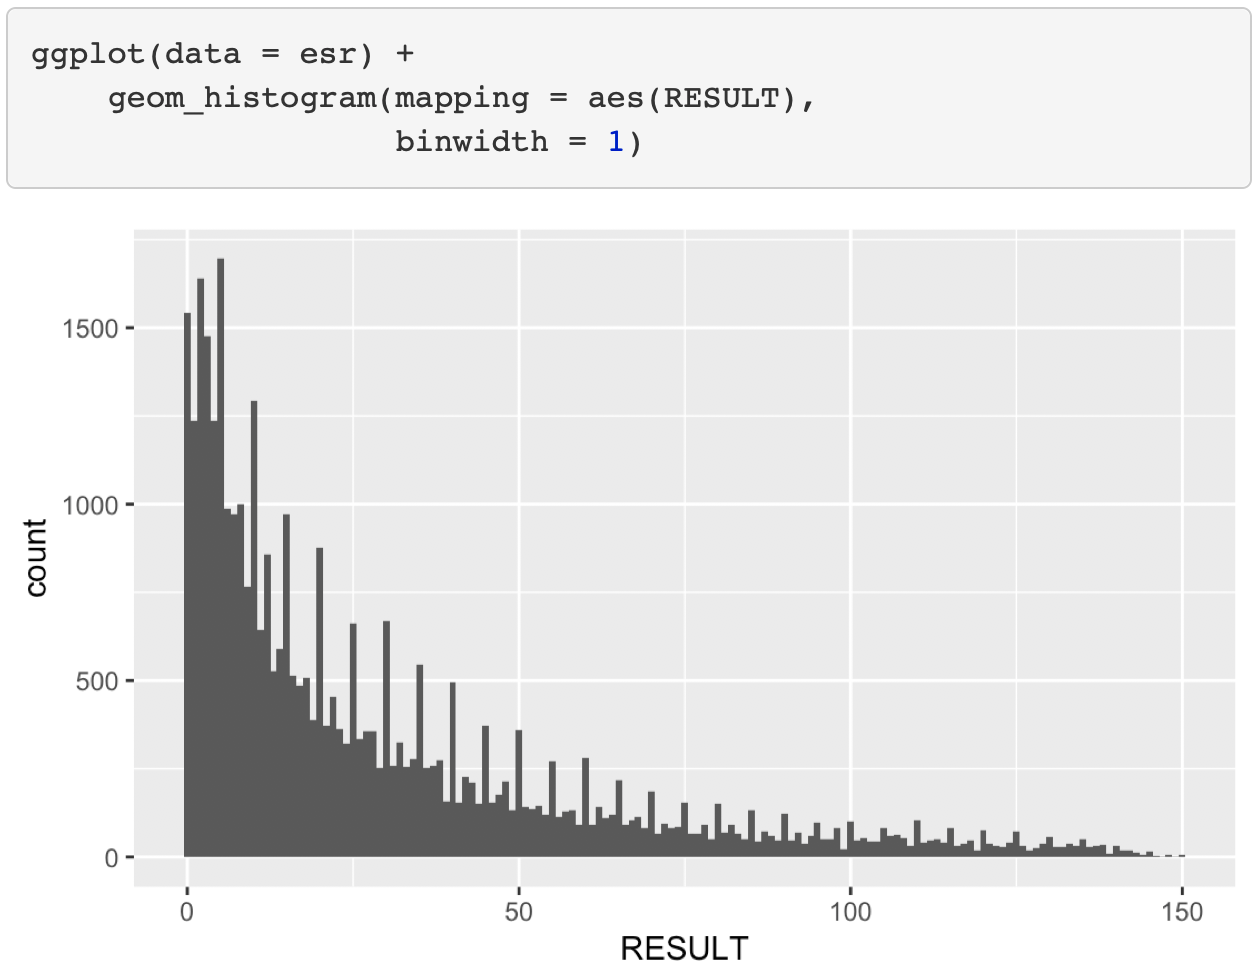 ggplot(data = esr) +
    geom_histogram(mapping = aes(RESULT),
                   binwidth = 1)
1500
1000
500
0
count
0 50 100 150
RESULT